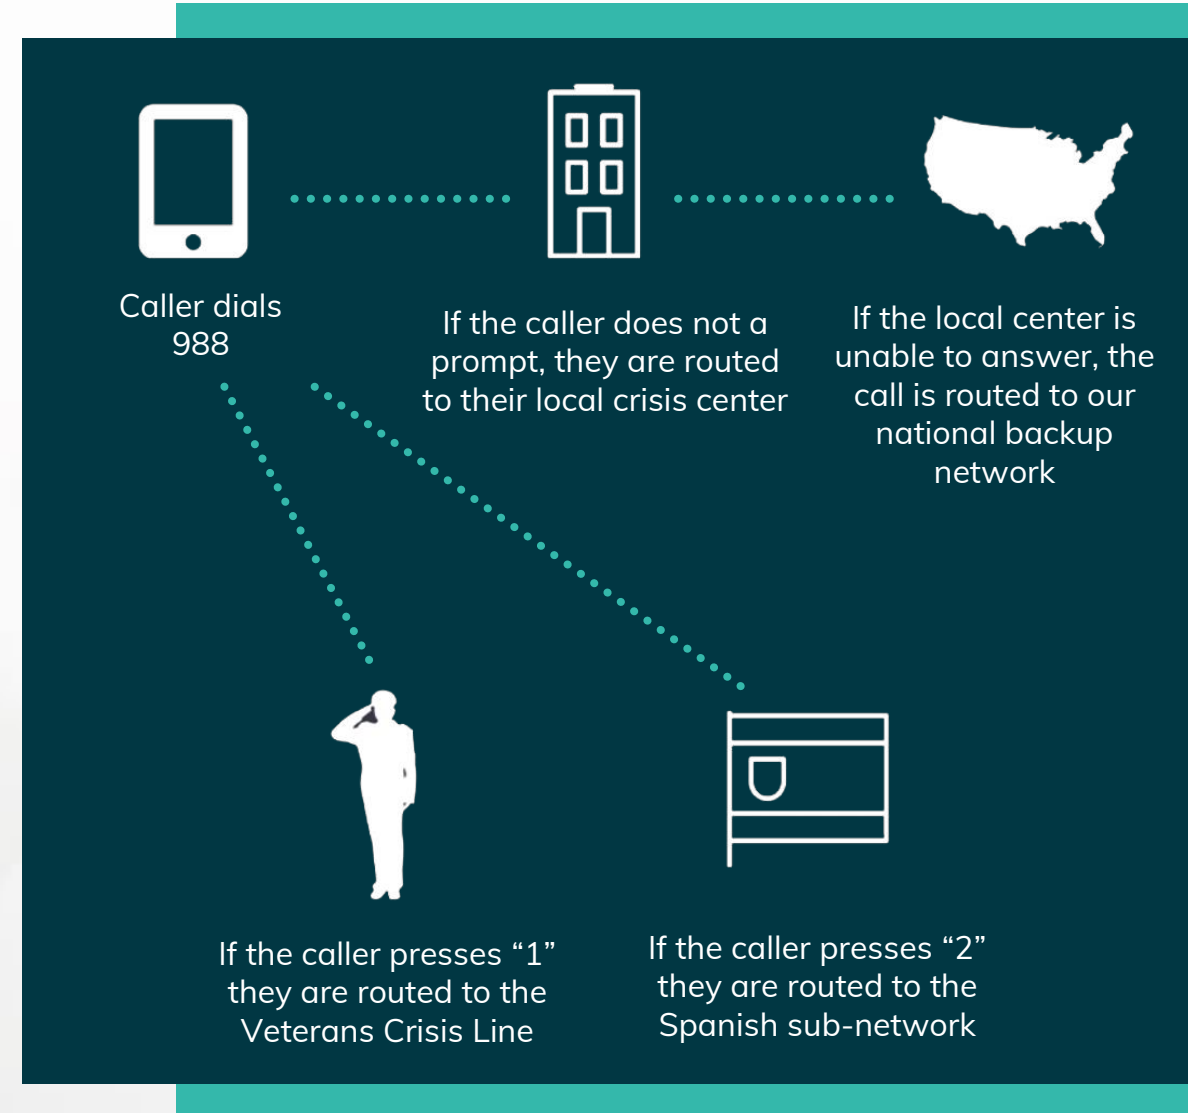 Caller dials
988
If the caller does not a
prompt, they are routed
to their local crisis center
If the local center is
unable to answer, the
call is routed to our
national backup
network
If the caller presses “1”
they are routed to the
Veterans Crisis Line
If the caller presses “2”
they are routed to the
Spanish sub-network